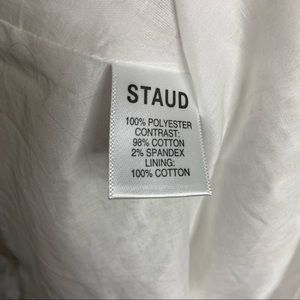 STAUD
100% POLYESTER
CONTRAST:
98% COTTON
2% SPANDEX
LINING:
100% COTTON